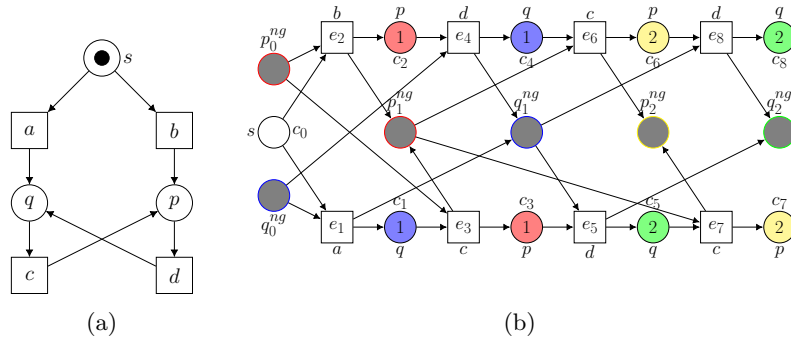 s
a
b
q
p
c
d
(a)
b p d q c p d q
p_0^{ng} e_2 1 e_4 1 e_6 2 e_8 2
c_2 c_4 c_6 c_8
p_1^{ng} q_1^{ng} p_2^{ng} q_2^{ng}
s c_0
q_0^{ng} c_1 c_3 c_5 c_7
e_1 1 e_3 1 e_5 2 e_7 2
a q c p d q c p
(b)